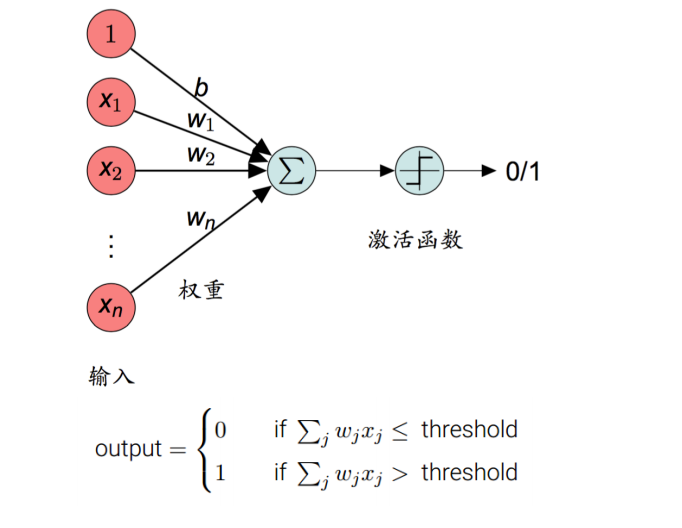 1
b
x₁
w₁
x₂
w₂
∑
0/1
wₙ
激活函数
⋮
权重
xₙ
输入
output = { 0 if ∑ⱼ wⱼxⱼ ≤ threshold
1 if ∑ⱼ wⱼxⱼ > threshold